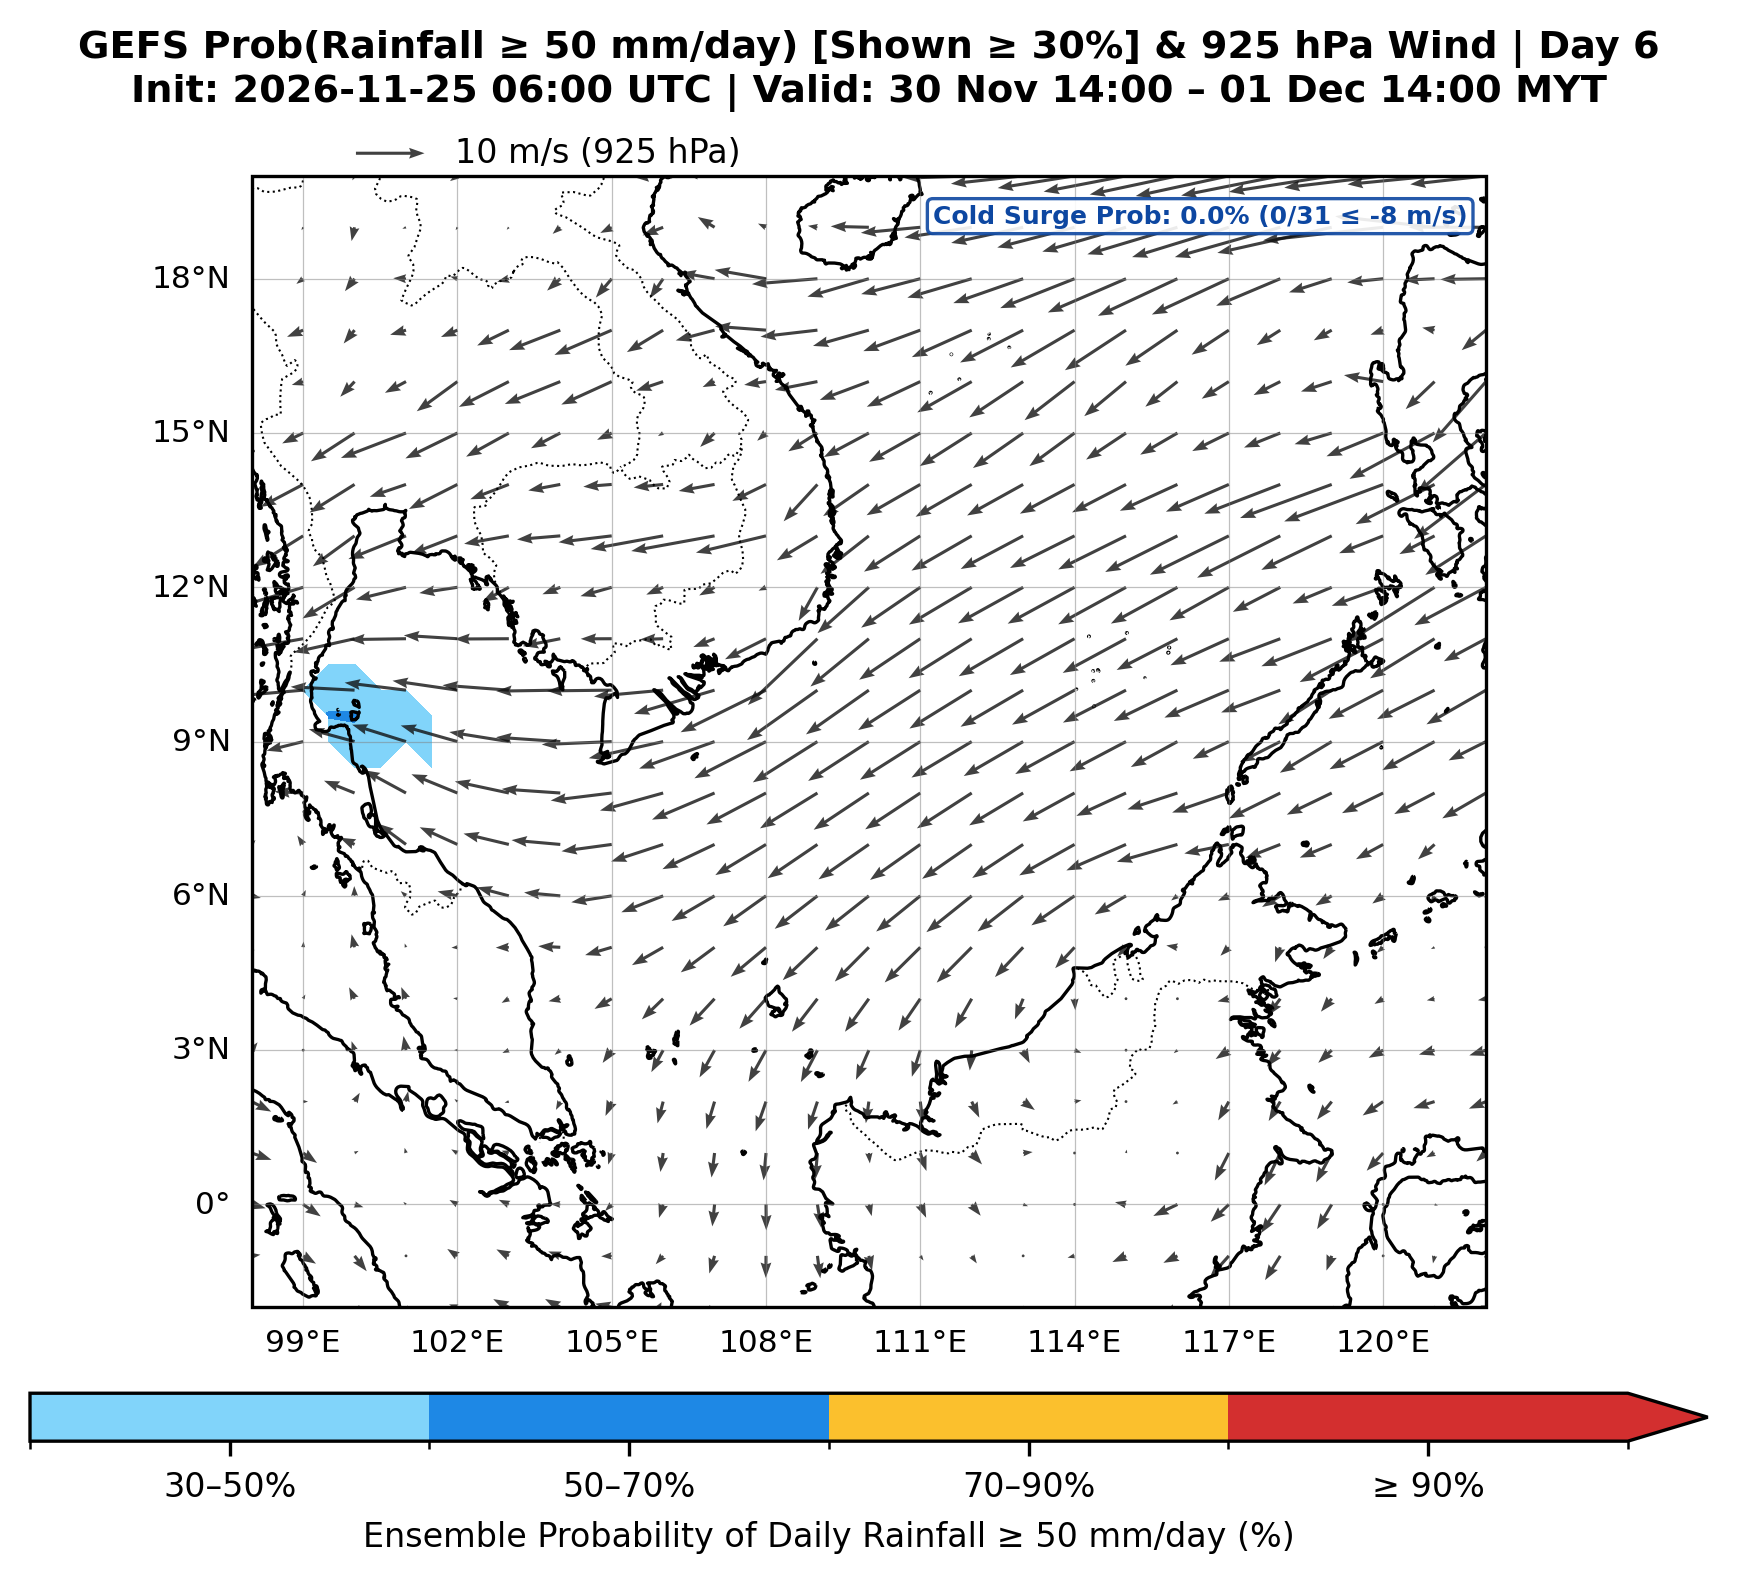 GEFS Prob(Rainfall ≥ 50 mm/day) [Shown ≥ 30%] & 925 hPa Wind | Day 6
Init: 2026-11-25 06:00 UTC | Valid: 30 Nov 14:00 – 01 Dec 14:00 MYT
10 m/s (925 hPa)
Cold Surge Prob: 0.0% (0/31 ≤ -8 m/s)
18°N
15°N
12°N
9°N
6°N
3°N
0°
99°E 102°E 105°E 108°E 111°E 114°E 117°E 120°E
30–50% 50–70% 70–90% ≥ 90%
Ensemble Probability of Daily Rainfall ≥ 50 mm/day (%)